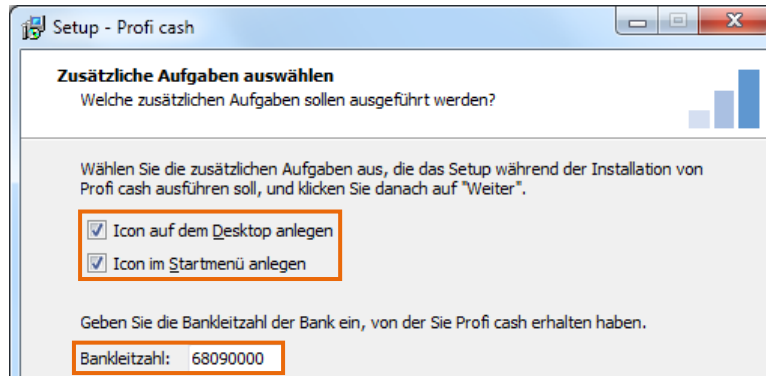 Setup - Profi cash
Zusätzliche Aufgaben auswählen
Welche zusätzlichen Aufgaben sollen ausgeführt werden?
Wählen Sie die zusätzlichen Aufgaben aus, die das Setup während der Installation von
Profi cash ausführen soll, und klicken Sie danach auf "Weiter".
Icon auf dem Desktop anlegen
Icon im Startmenü anlegen
Geben Sie die Bankleitzahl der Bank ein, von der Sie Profi cash erhalten haben.
Bankleitzahl: 68090000